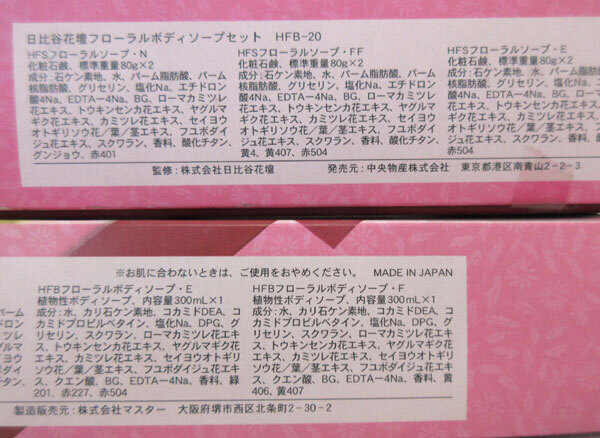 日比谷花壇フローラルボディソープセット HFB-20
HFSフローラルソープ・N
化粧石鹸、標準重量80g×2
成分：石ケン素地、水、パーム脂肪酸、パーム
核脂肪酸、グリセリン、塩化Na、エチドロン
酸4Na、EDTA−4Na、BG、ローマカミツレ
花エキス、トウキンセンカ花エキス、ヤグルマ
ギク花エキス、カミツレ花エキス、セイヨウ
オトギリソウ花／葉／茎エキス、フユボダイ
ジュ花エキス、スクワラン、香料、酸化チタン、
グンジョウ、赤401
HFSフローラルソープ・FF
化粧石鹸、標準重量80g×2
成分：石ケン素地、水、パーム脂肪酸、パーム
核脂肪酸、グリセリン、塩化Na、エチドロン
酸4Na、EDTA−4Na、BG、ローマカミツレ
花エキス、トウキンセンカ花エキス、ヤグルマ
ギク花エキス、カミツレ花エキス、セイヨウ
オトギリソウ花／葉／茎エキス、フユボダイ
ジュ花エキス、スクワラン、香料、酸化チタン、
黄4、黄407、赤504
HFSフローラルソープ・E
化粧石鹸、標準重量80g×2
成分：石ケン素地、水、パーム脂肪
核脂肪酸、グリセリン、塩化Na、
酸4Na、EDTA−4Na、BG、ローマ
花エキス、トウキンセンカ花エキス
ギク花エキス、カミツレ花エキス
オトギリソウ花／葉／茎エキス、
ジュ花エキス、スクワラン、香料、
赤504
監修：株式会社日比谷花壇 発売元：中央物産株式会社 東京都港区南青山2−2−3
※お肌に合わないときは、ご使用をおやめください。 MADE IN JAPAN
パーム
ドロン
ツレ
グルマ
ヨウ
ダイ
タン、
HFBフローラルボディソープ・E
植物性ボディソープ、内容量300mL×1
成分：水、カリ石ケン素地、コカミドDEA、コ
カミドプロピルベタイン、塩化Na、DPG、グ
リセリン、スクワラン、ローマカミツレ花エキ
ス、トウキンセンカ花エキス、ヤグルマギク花
エキス、カミツレ花エキス、セイヨウオトギリ
ソウ花／葉／茎エキス、フユボダイジュ花エキ
ス、クエン酸、BG、EDTA−4Na、香料、緑
201、赤227、赤504
HFBフローラルボディソープ・F
植物性ボディソープ、内容量300mL×1
成分：水、カリ石ケン素地、コカミドDEA、コ
カミドプロピルベタイン、塩化Na、DPG、グ
リセリン、スクワラン、ローマカミツレ花エキ
ス、トウキンセンカ花エキス、ヤグルマギク花
エキス、カミツレ花エキス、セイヨウオトギリ
ソウ花／葉／茎エキス、フユボダイジュ花エキ
ス、クエン酸、BG、EDTA−4Na、香料、黄
406、黄407
製造販売元：株式会社マスター 大阪府堺市西区北条町2−30−2